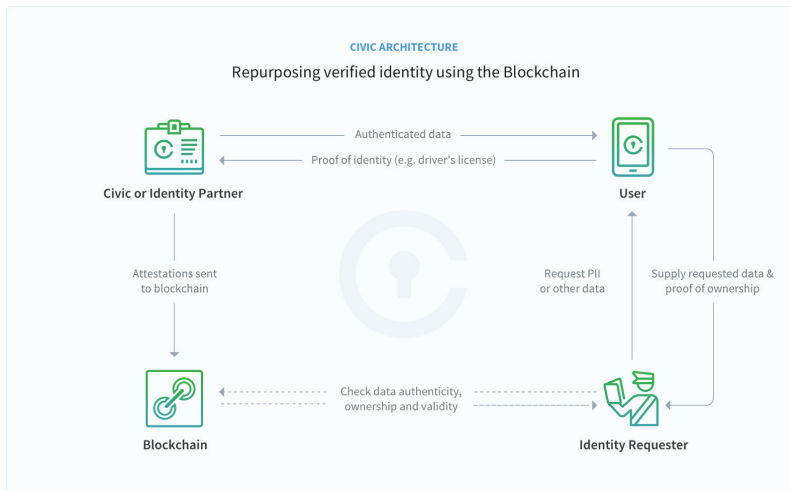 CIVIC ARCHITECTURE
Repurposing verified identity using the Blockchain
Authenticated data
Proof of identity (e.g. driver's license)
Civic or Identity Partner
User
Attestations sent
to blockchain
Request PII
or other data
Supply requested data &
proof of ownership
Check data authenticity,
ownership and validity
Blockchain
Identity Requester